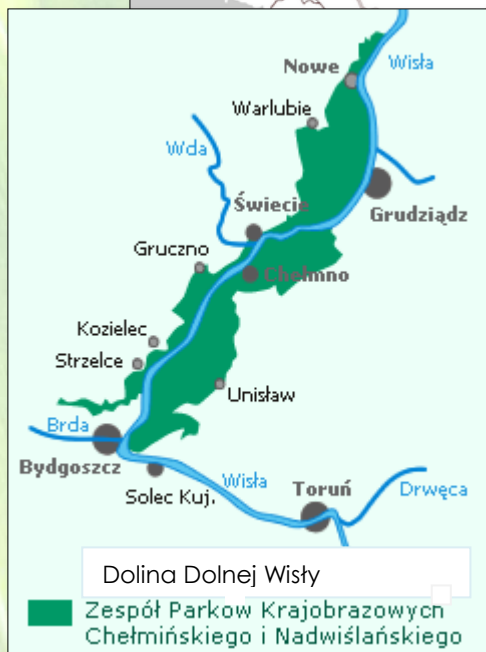 Nowe
Wisła
Warlubie
Wda
Świecie
Grudziądz
Gruczno
Chełmno
Kozielec
Strzelce
Unisław
Brda
Bydgoszcz
Solec Kuj.
Wisła
Toruń
Drwęca
Dolina Dolnej Wisły
Zespół Parkow Krajobrazowych
Chełmińskiego i Nadwiślańskiego